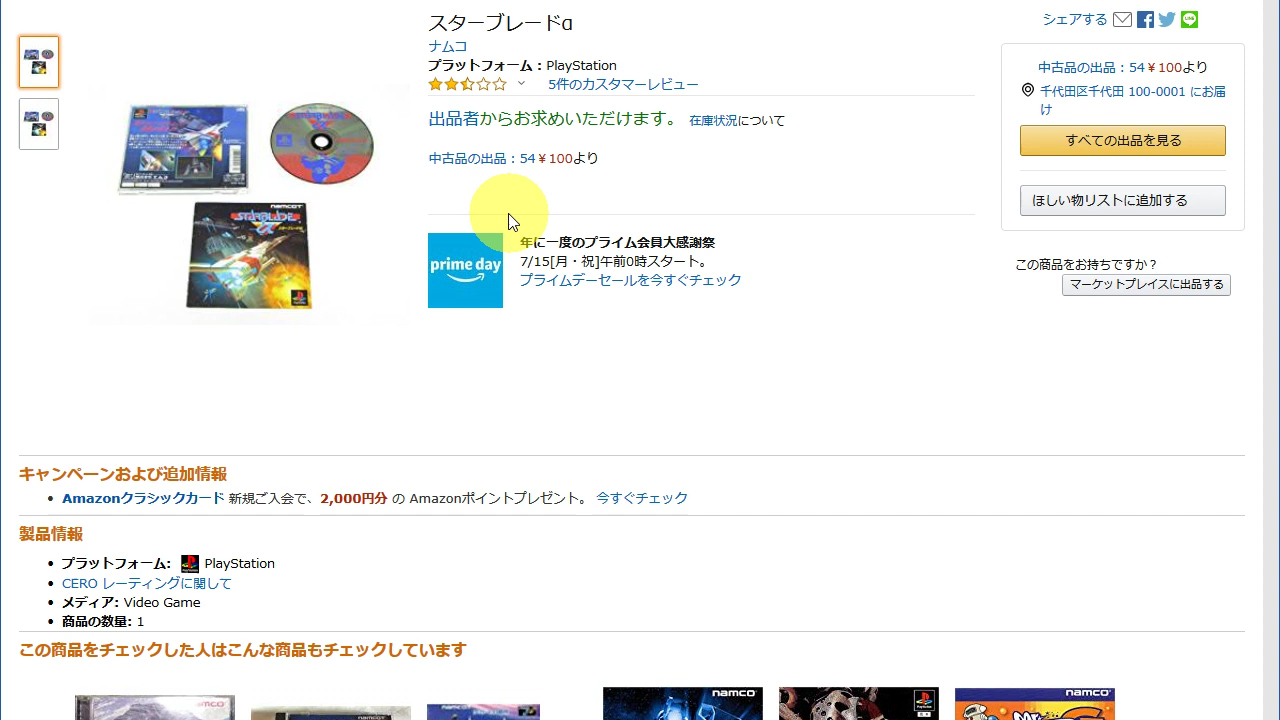 スターブレードα
ナムコ
プラットフォーム : PlayStation
5件のカスタマーレビュー
出品者からお求めいただけます。 在庫状況について
中古品の出品：54￥100より
prime day
年に一度のプライム会員大感謝祭
7/15[月・祝]午前0時スタート。
プライムデーセールを今すぐチェック
シェアする
LINE
中古品の出品：54￥100より
千代田区千代田 100-0001 にお届
け
すべての出品を見る
ほしい物リストに追加する
この商品をお持ちですか？
マーケットプレイスに出品する
namcot
STARBLADE
α
スターブレード
キャンペーンおよび追加情報
Amazonクラシックカード 新規ご入会で、2,000円分 の Amazonポイントプレゼント。 今すぐチェック
製品情報
プラットフォーム: PlayStation
CERO レーティングに関して
メディア: Video Game
商品の数量: 1
この商品をチェックした人はこんな商品もチェックしています
namco
namco